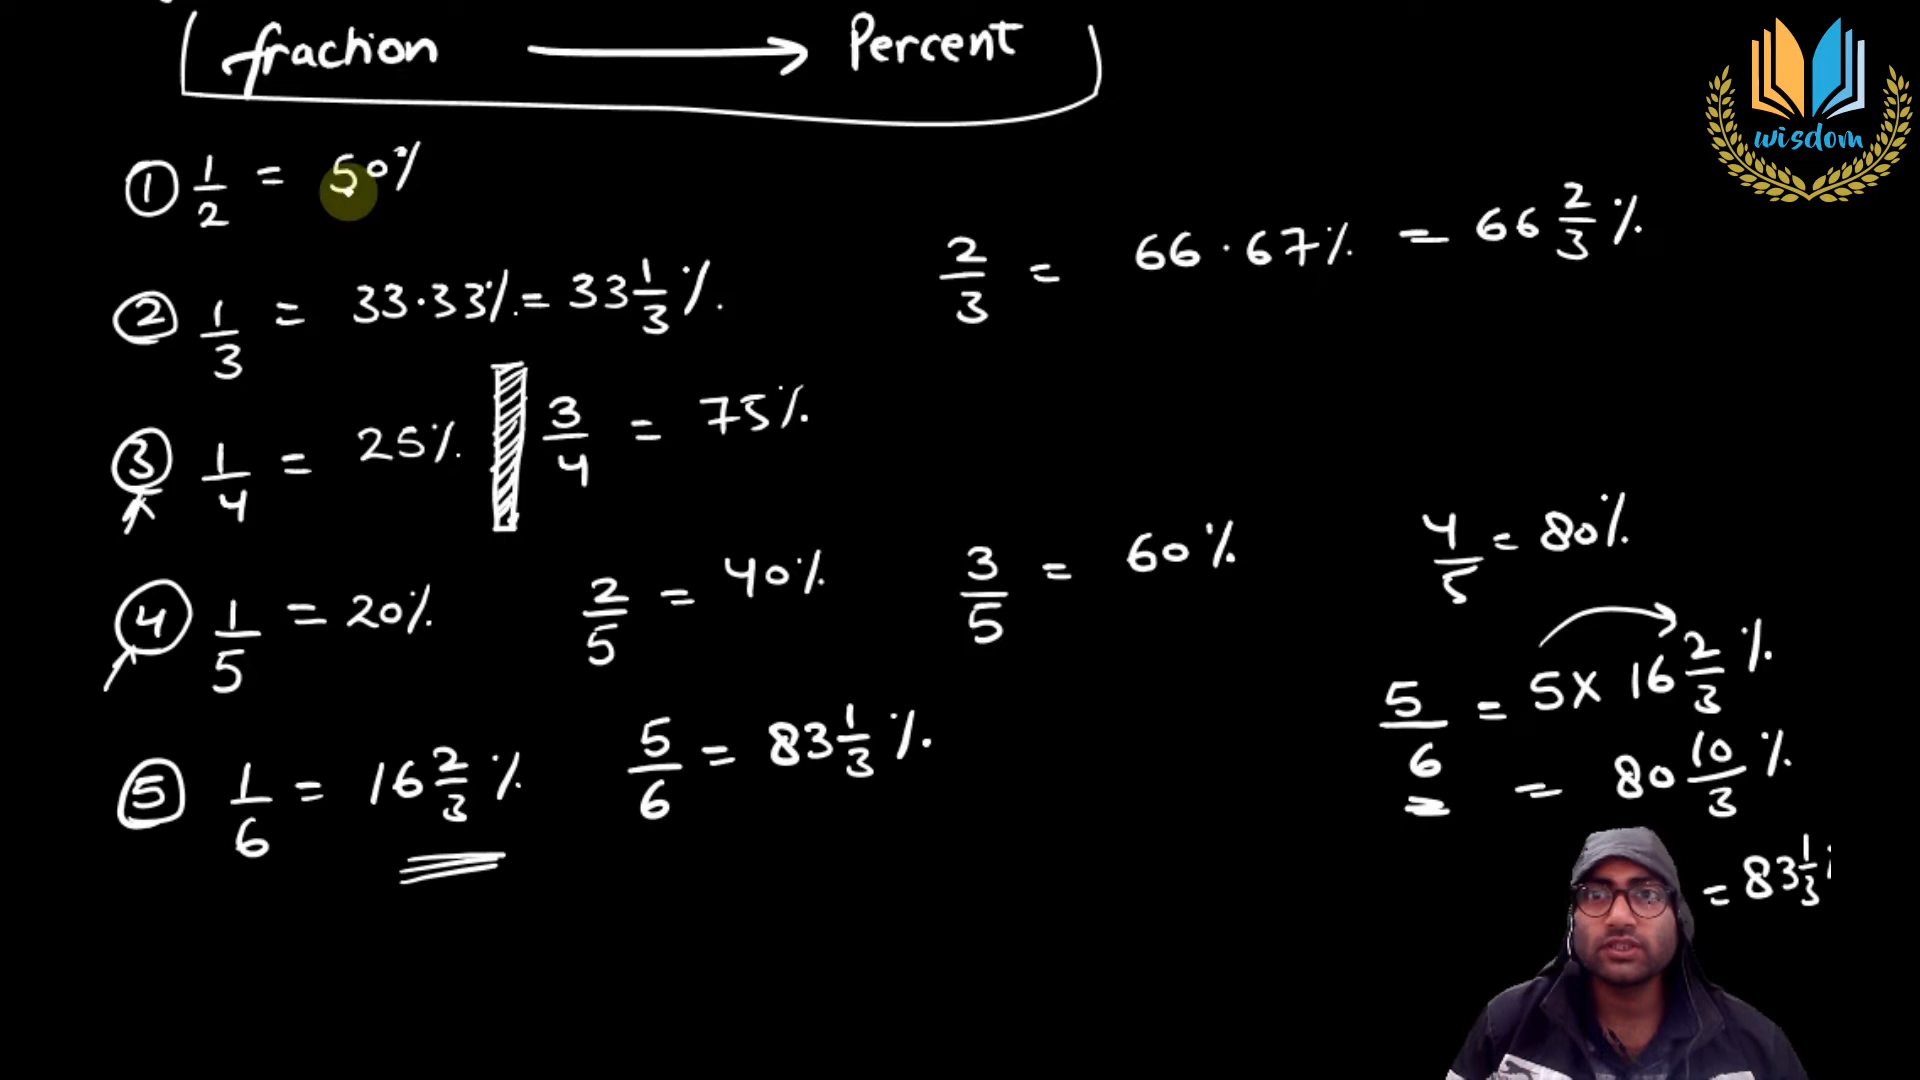 fraction → Percent
wisdom
① 1/2 = 50%
② 1/3 = 33.33% = 33 1/3 %. 2/3 = 66.67% = 66 2/3 %
③ 1/4 = 25% 3/4 = 75%
④ 1/5 = 20% 2/5 = 40% 3/5 = 60% 4/5 = 80%
⑤ 1/6 = 16 2/3 % 5/6 = 83 1/3 %
5/6 = 5 X 16 2/3 %
= 80 10/3 %
= 83 1/3